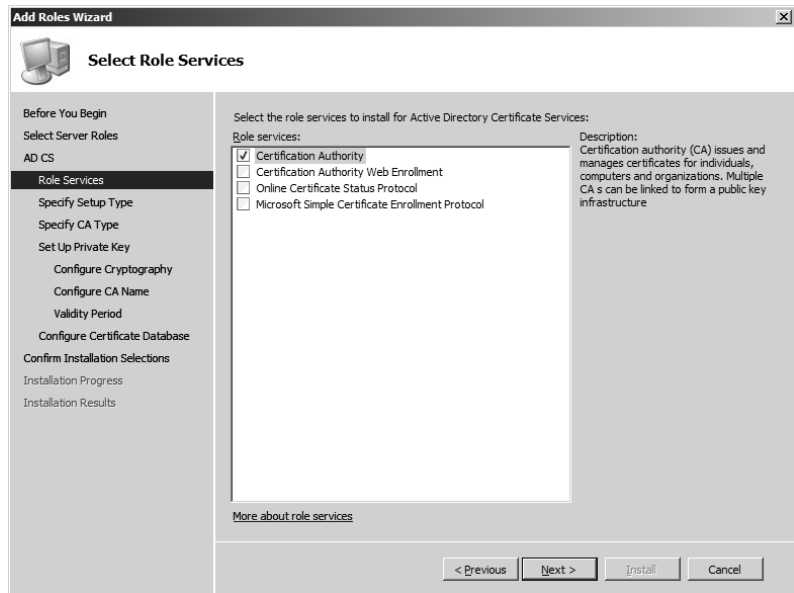 Add Roles Wizard
Select Role Services
Before You Begin
Select Server Roles
AD CS
Role Services
Specify Setup Type
Specify CA Type
Set Up Private Key
Configure Cryptography
Configure CA Name
Validity Period
Configure Certificate Database
Confirm Installation Selections
Installation Progress
Installation Results
Select the role services to install for Active Directory Certificate Services:
Role services:
Certification Authority
Certification Authority Web Enrollment
Online Certificate Status Protocol
Microsoft Simple Certificate Enrollment Protocol
Description:
Certification authority (CA) issues and
manages certificates for individuals,
computers and organizations. Multiple
CA s can be linked to form a public key
infrastructure
More about role services
< Previous
Next >
Install
Cancel